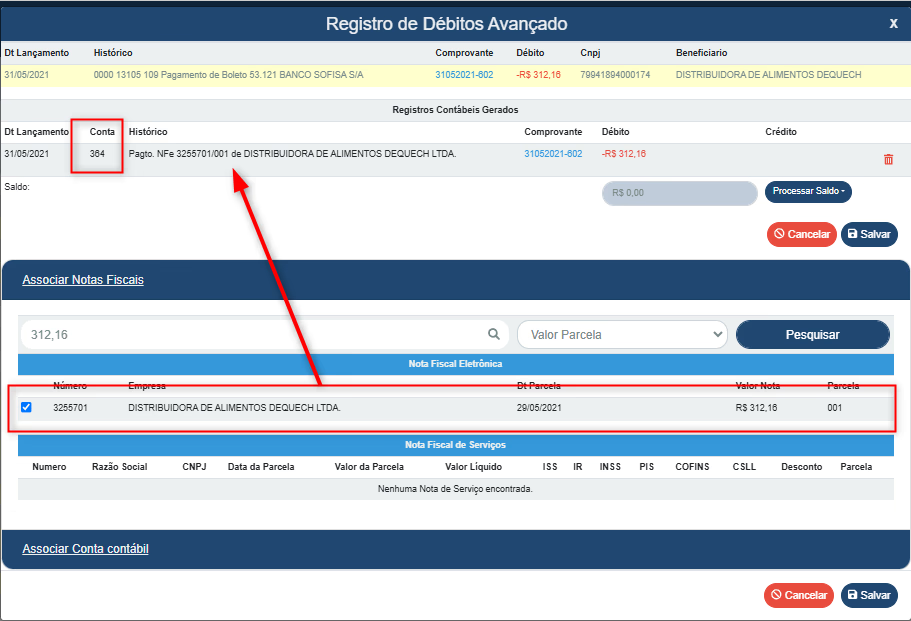 Registro de Débitos Avançado X
Dt Lançamento Histórico Comprovante Débito Cnpj Beneficiario
31/05/2021 0000 13105 109 Pagamento de Boleto 53.121 BANCO SOFISA S/A 31052021-602 -R$ 312,16 79941894000174 DISTRIBUIDORA DE ALIMENTOS DEQUECH
Registros Contábeis Gerados
Dt Lançamento Conta Histórico Comprovante Débito Crédito
31/05/2021 364 Pagto. NFe 3255701/001 de DISTRIBUIDORA DE ALIMENTOS DEQUECH LTDA. 31052021-602 -R$ 312,16
Saldo: R$ 0,00 Processar Saldo
Cancelar Salvar
Associar Notas Fiscais
312,16 Valor Parcela Pesquisar
Nota Fiscal Eletrônica
Número Empresa Dt Parcela Valor Nota Parcela
3255701 DISTRIBUIDORA DE ALIMENTOS DEQUECH LTDA. 29/05/2021 R$ 312,16 001
Nota Fiscal de Serviços
Numero Razão Social CNPJ Data da Parcela Valor da Parcela Valor Líquido ISS IR INSS PIS COFINS CSLL Desconto Parcela
Nenhuma Nota de Serviço encontrada.
Associar Conta contábil
Cancelar Salvar